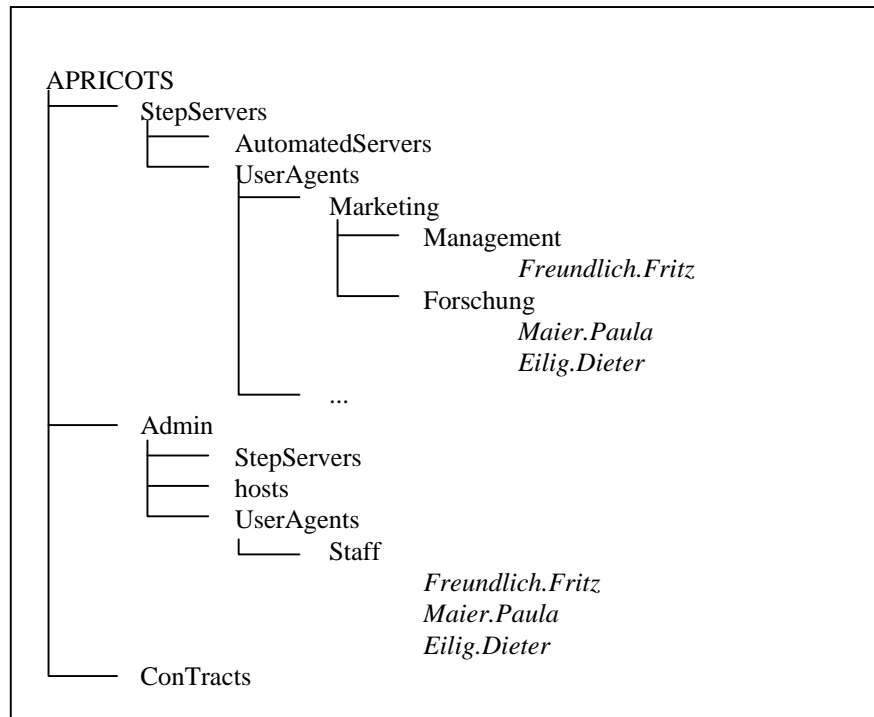 APRICOTS
StepServers
AutomatedServers
UserAgents
Marketing
Management
Freundlich.Fritz
Forschung
Maier.Paula
Eilig.Dieter
...
Admin
StepServers
hosts
UserAgents
Staff
Freundlich.Fritz
Maier.Paula
Eilig.Dieter
ConTracts